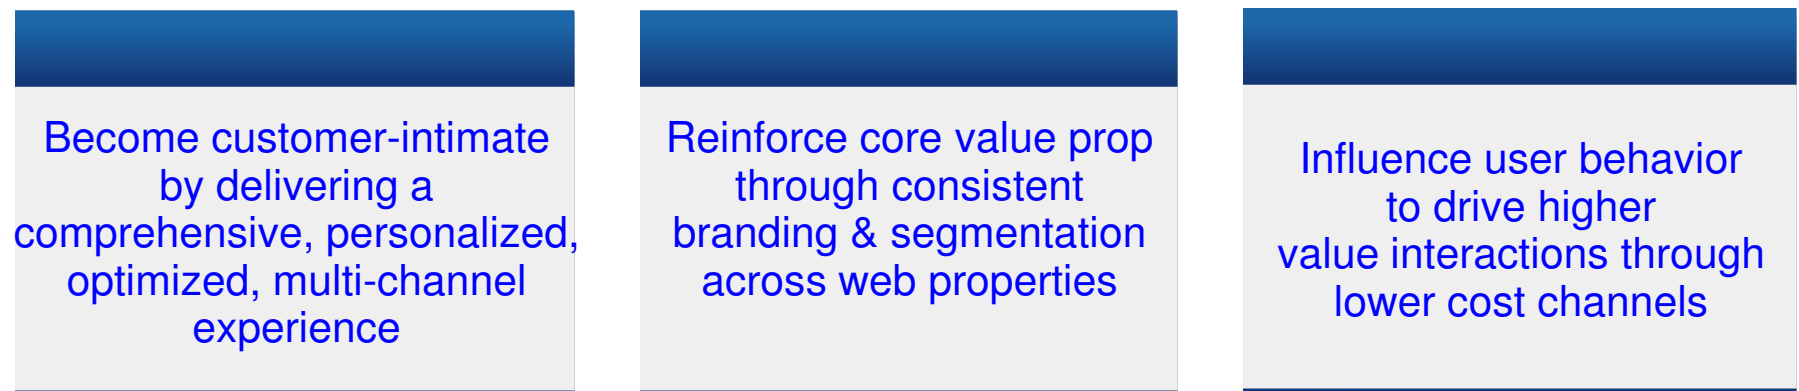 Become customer-intimate
by delivering a
comprehensive, personalized,
optimized, multi-channel
experience
Reinforce core value prop
through consistent
branding & segmentation
across web properties
Influence user behavior
to drive higher
value interactions through
lower cost channels